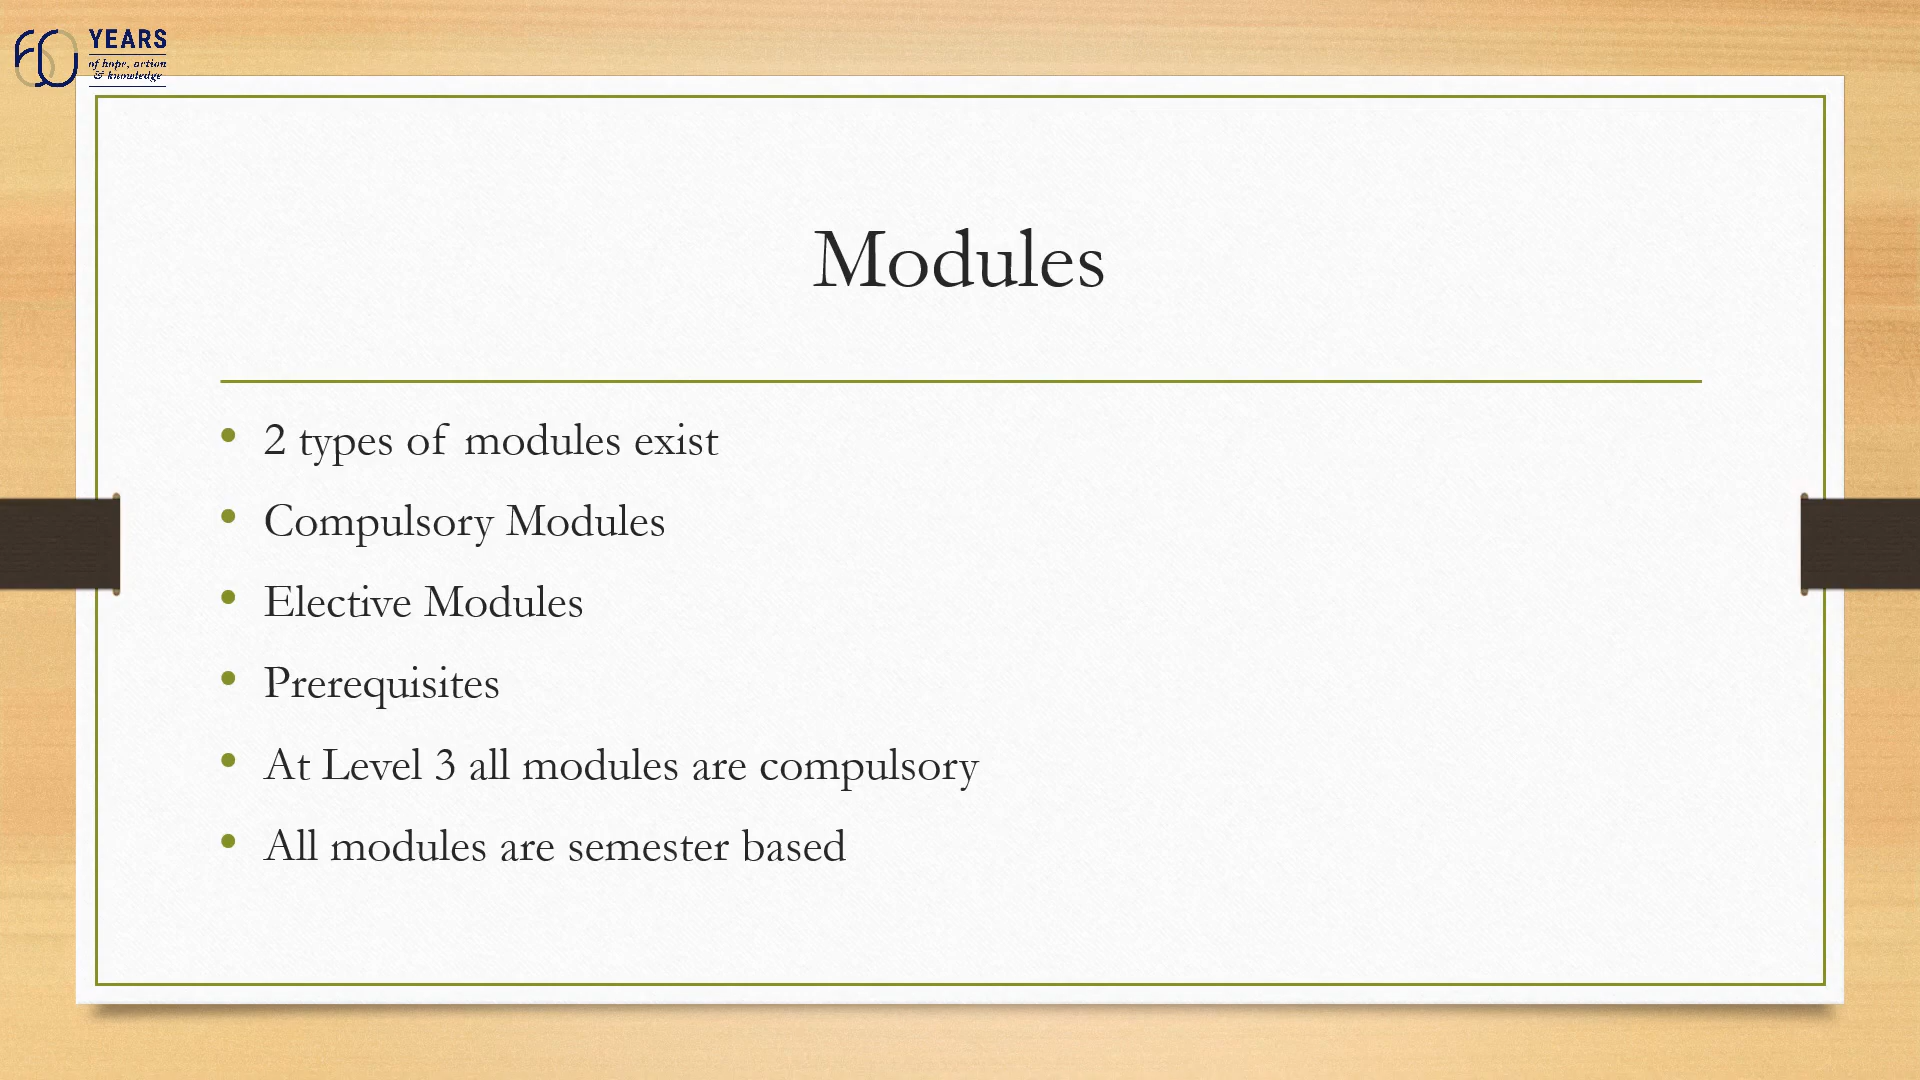 60 YEARS
of hope, action
& knowledge
Modules
• 2 types of modules exist
• Compulsory Modules
• Elective Modules
• Prerequisites
• At Level 3 all modules are compulsory
• All modules are semester based